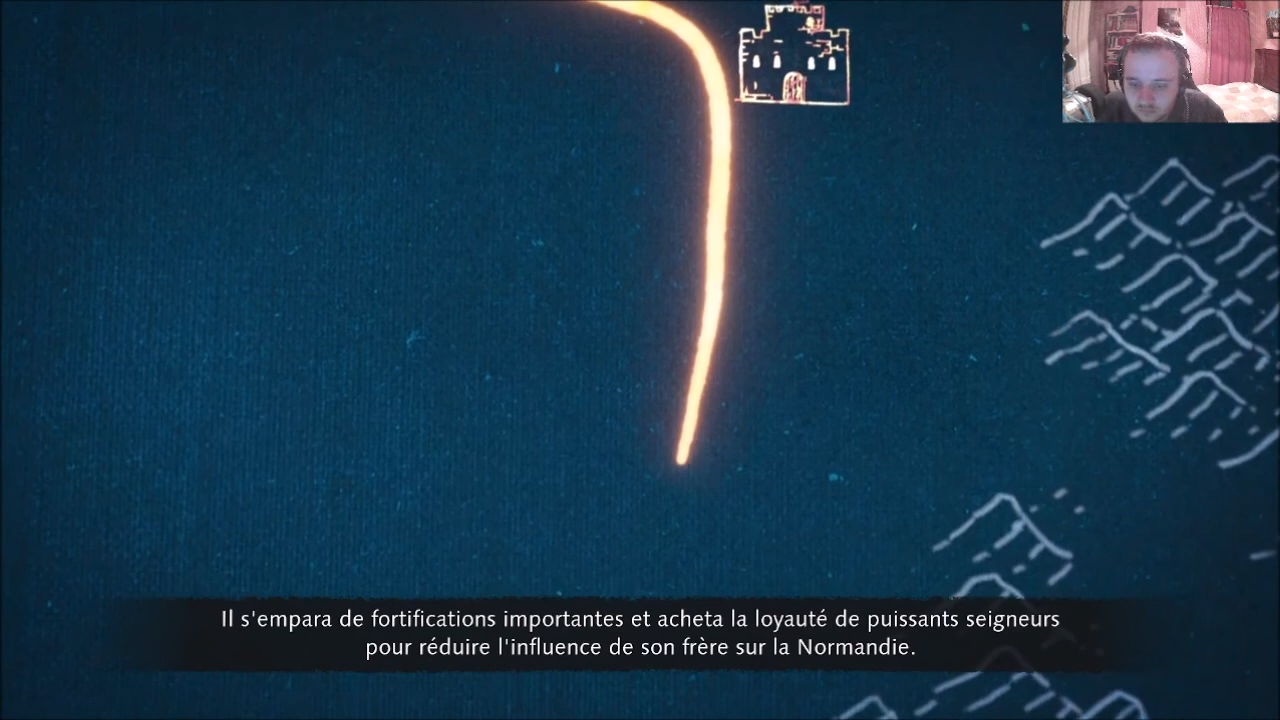 Il s'empara de fortifications importantes et acheta la loyauté de puissants seigneurs
pour réduire l'influence de son frère sur la Normandie.